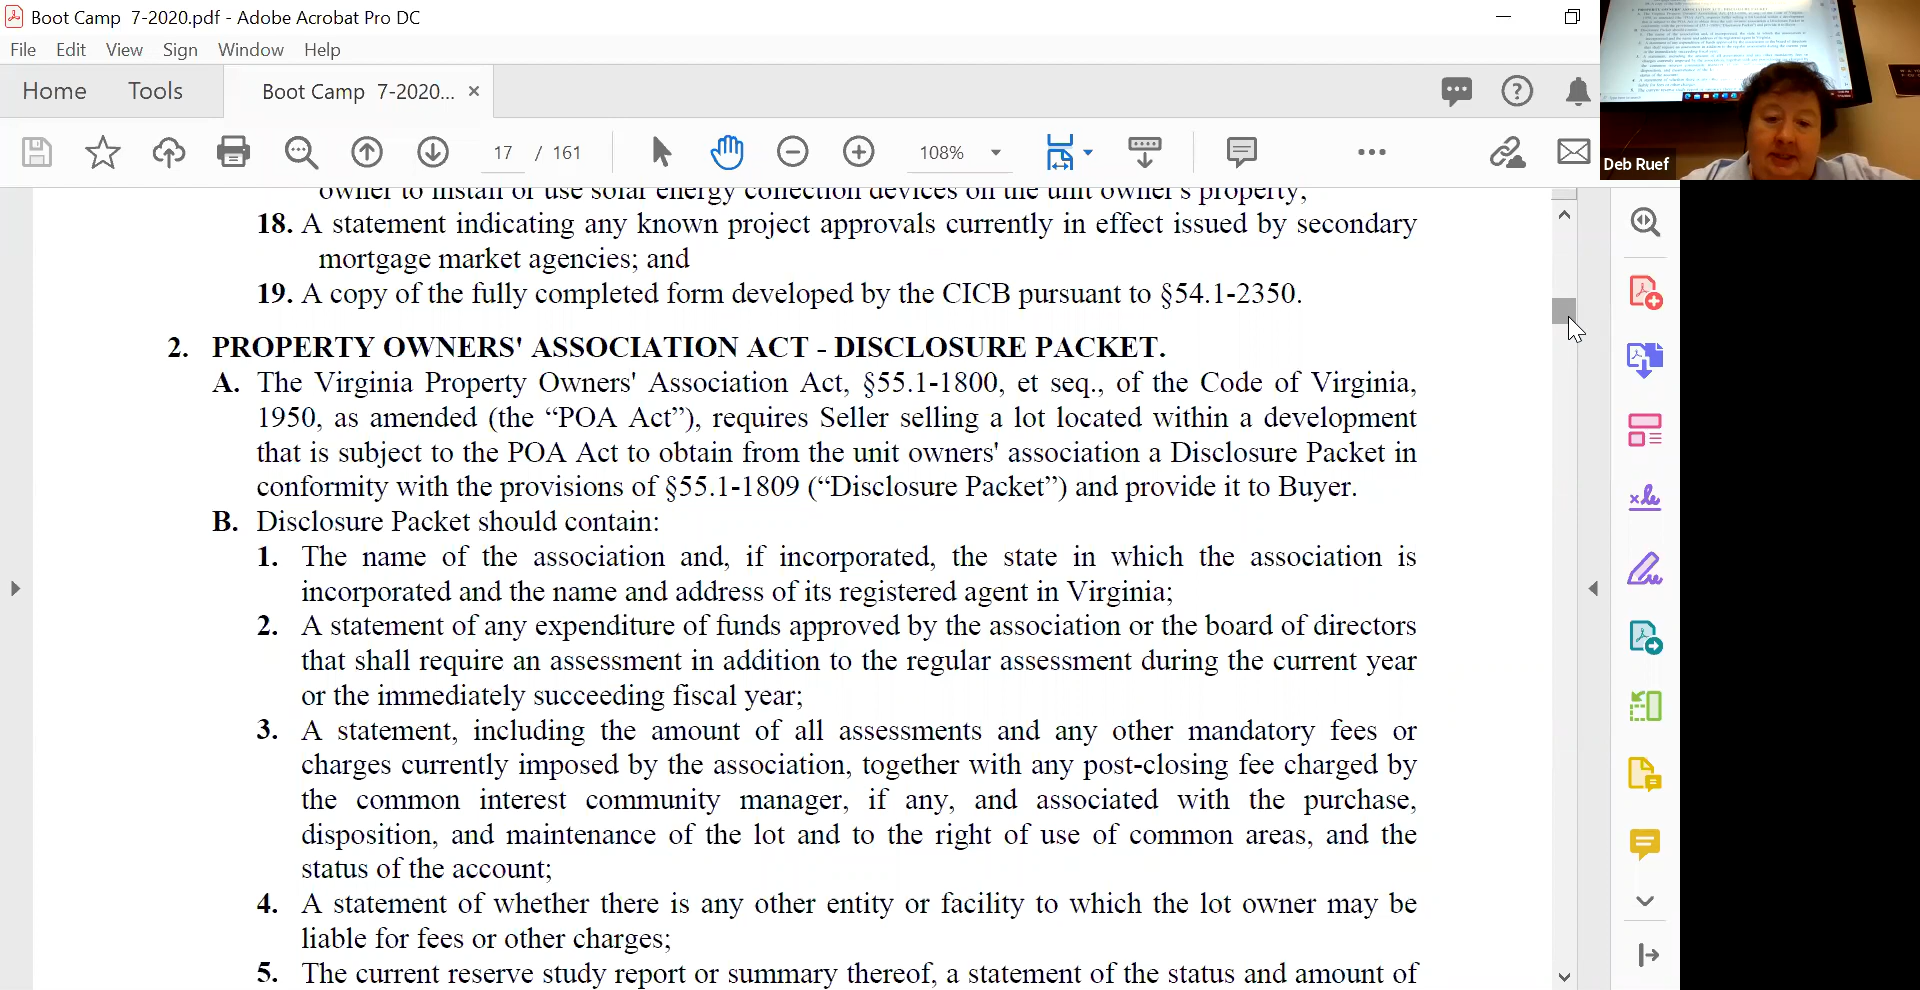 Boot Camp 7-2020.pdf - Adobe Acrobat Pro DC
File Edit View Sign Window Help
Home Tools Boot Camp 7-2020... ×
17 / 161 108%
Deb Ruef
owner to install or use solar energy collection devices on the unit owner's property;
18. A statement indicating any known project approvals currently in effect issued by secondary
mortgage market agencies; and
19. A copy of the fully completed form developed by the CICB pursuant to §54.1-2350.
2. PROPERTY OWNERS' ASSOCIATION ACT - DISCLOSURE PACKET.
A. The Virginia Property Owners' Association Act, §55.1-1800, et seq., of the Code of Virginia,
1950, as amended (the “POA Act”), requires Seller selling a lot located within a development
that is subject to the POA Act to obtain from the unit owners' association a Disclosure Packet in
conformity with the provisions of §55.1-1809 (“Disclosure Packet”) and provide it to Buyer.
B. Disclosure Packet should contain:
1. The name of the association and, if incorporated, the state in which the association is
incorporated and the name and address of its registered agent in Virginia;
2. A statement of any expenditure of funds approved by the association or the board of directors
that shall require an assessment in addition to the regular assessment during the current year
or the immediately succeeding fiscal year;
3. A statement, including the amount of all assessments and any other mandatory fees or
charges currently imposed by the association, together with any post-closing fee charged by
the common interest community manager, if any, and associated with the purchase,
disposition, and maintenance of the lot and to the right of use of common areas, and the
status of the account;
4. A statement of whether there is any other entity or facility to which the lot owner may be
liable for fees or other charges;
5. The current reserve study report or summary thereof, a statement of the status and amount of